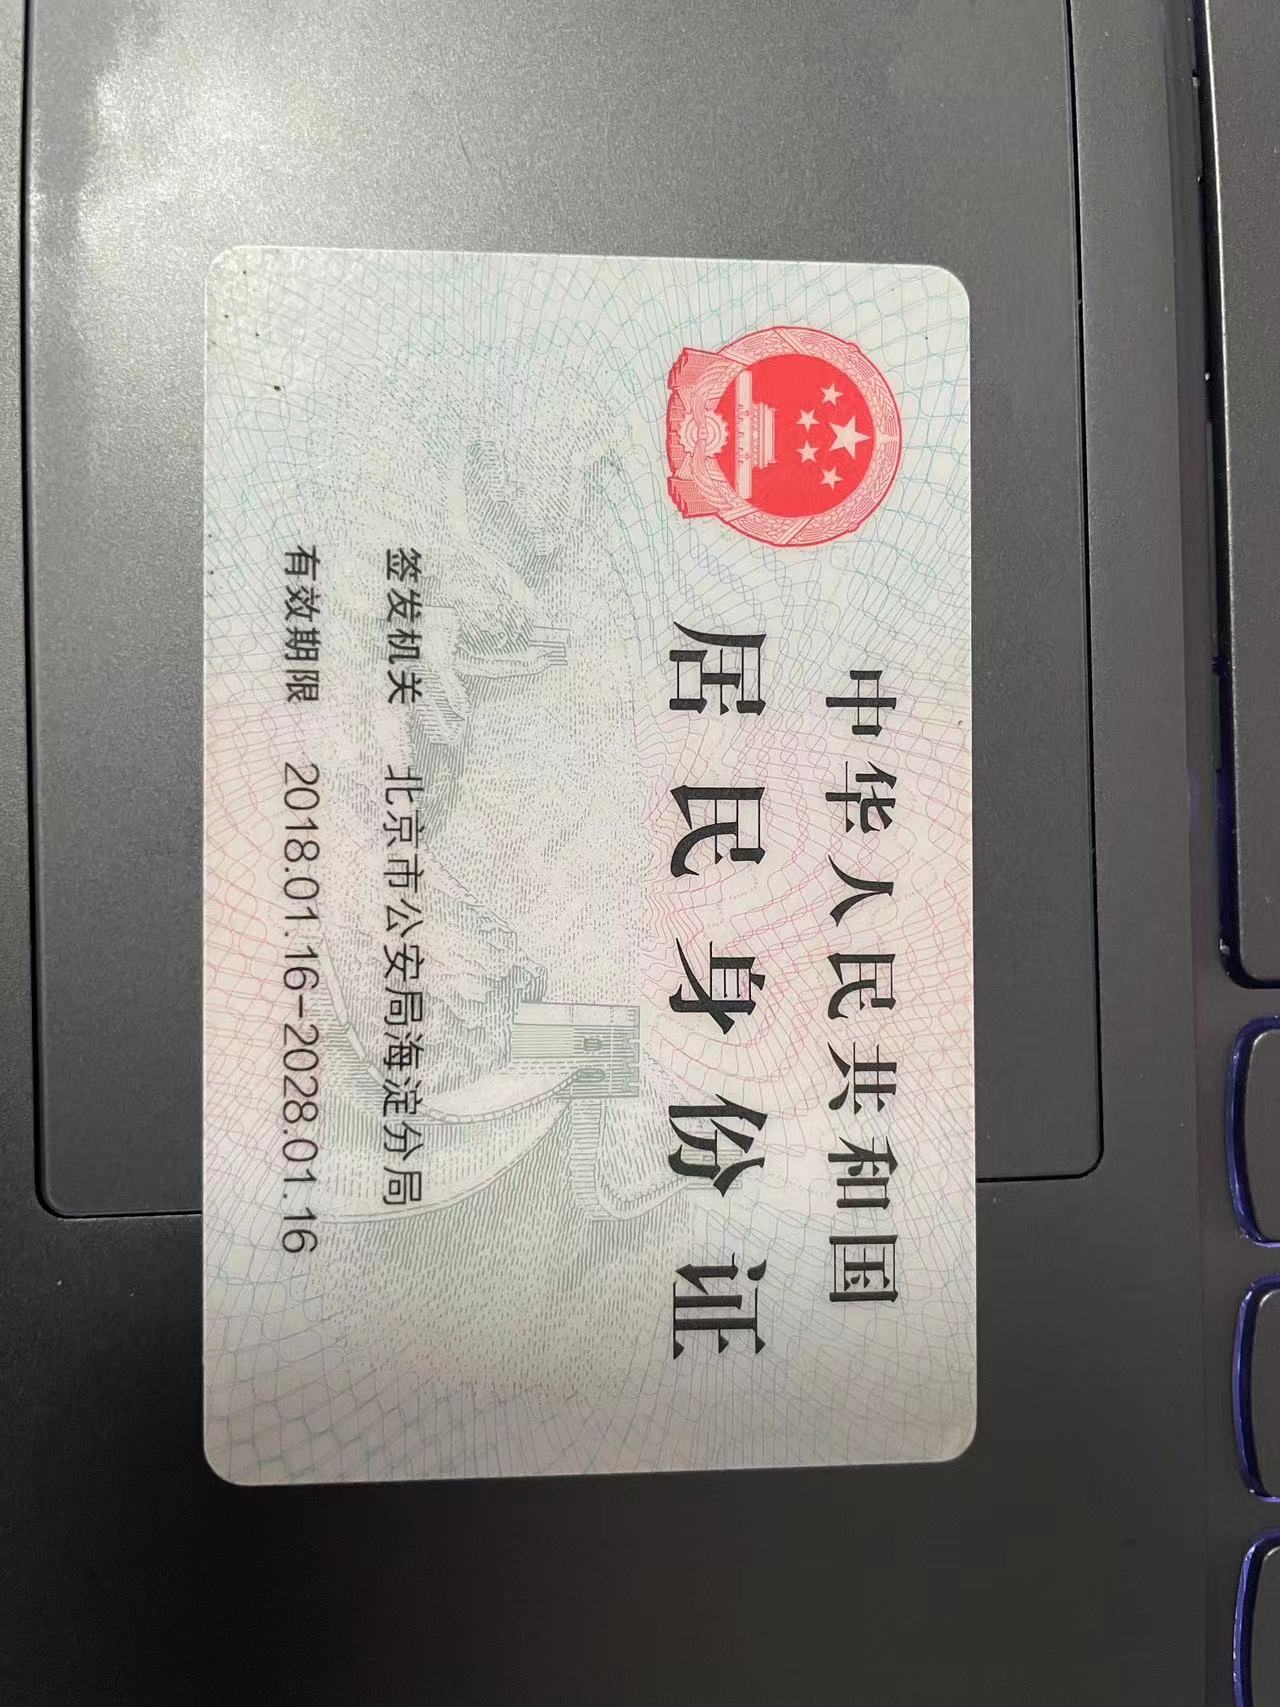 中华人民共和国
居民身份证
签发机关 北京市公安局海淀分局
有效期限 2018.01.16-2028.01.16